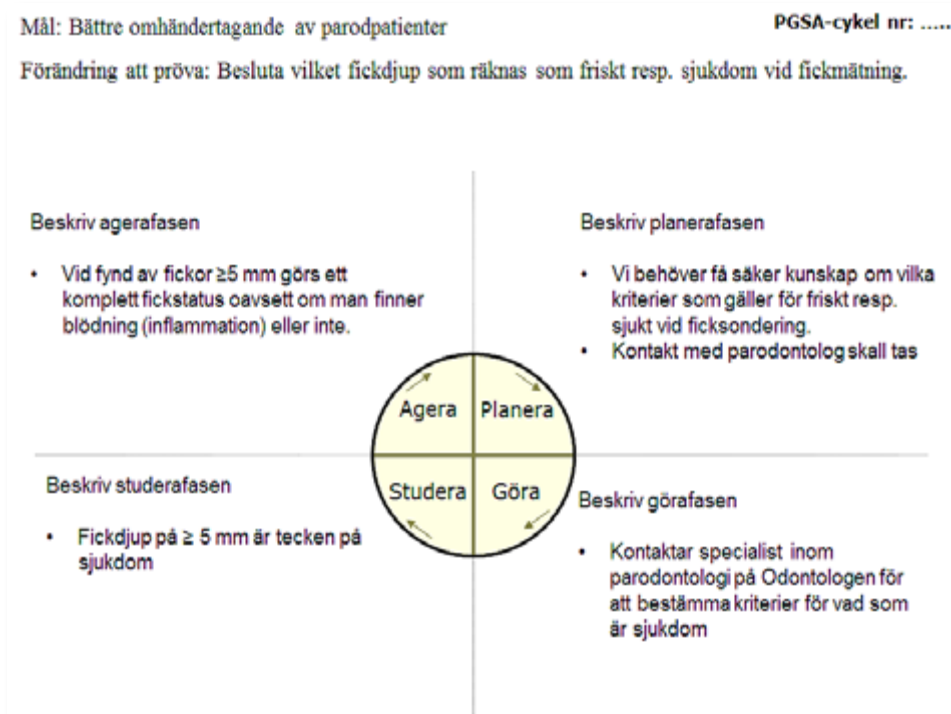 Mål: Bättre omhändertagande av parodpatienter
PGSA-cykel nr: .....
Förändring att pröva: Besluta vilket fickdjup som räknas som friskt resp. sjukdom vid fickmätning.
Beskriv agerafasen
• Vid fynd av fickor ≥5 mm görs ett
komplett fickstatus oavsett om man finner
blödning (inflammation) eller inte.
Beskriv planerafasen
• Vi behöver få säker kunskap om vilka
kriterier som gäller för friskt resp.
sjukt vid ficksondering.
• Kontakt med parodontolog skall tas
Agera
Planera
Studera
Göra
Beskriv studerafasen
• Fickdjup på ≥ 5 mm är tecken på
sjukdom
Beskriv görafasen
• Kontaktar specialist inom
parodontologi på Odontologen för
att bestämma kriterier för vad som
är sjukdom